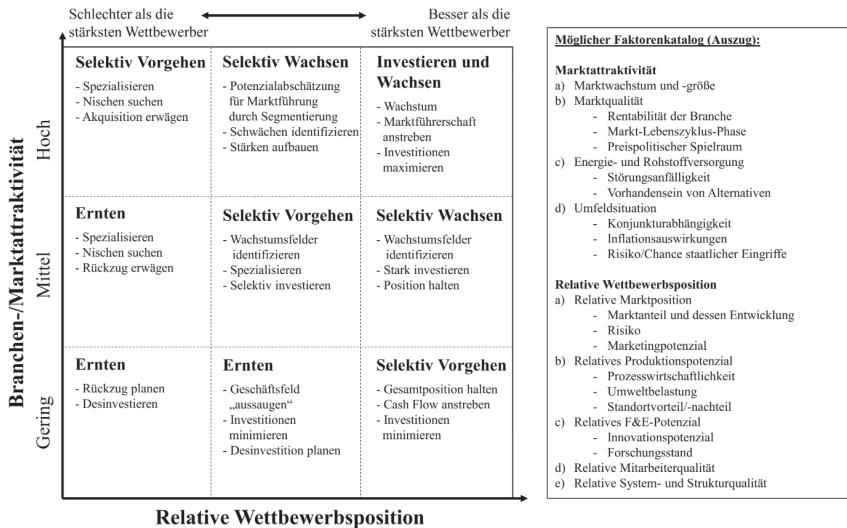 Schlechter als die
stärksten Wettbewerber
Besser als die
stärksten Wettbewerber
Branchen-/Marktattraktivität
Hoch
Selektiv Vorgehen
- Spezialisieren
- Nischen suchen
- Akquisition erwägen
Selektiv Wachsen
- Potenzialabschätzung
für Marktführung
durch Segmentierung
- Schwächen identifizieren
- Stärken aufbauen
Investieren und
Wachsen
- Wachstum
- Marktführerschaft
anstreben
- Investitionen
maximieren
Mittel
Ernten
- Spezialisieren
- Nischen suchen
- Rückzug erwägen
Selektiv Vorgehen
- Wachstumsfelder
identifizieren
- Spezialisieren
- Selektiv investieren
Selektiv Wachsen
- Wachstumsfelder
identifizieren
- Stark investieren
- Position halten
Gering
Ernten
- Rückzug planen
- Desinvestieren
Ernten
- Geschäftsfeld
„aussaugen“
- Investitionen
minimieren
- Desinvestition planen
Selektiv Vorgehen
- Gesamtposition halten
- Cash Flow anstreben
- Investitionen
minimieren
Relative Wettbewerbsposition
Möglicher Faktorenkatalog (Auszug):
Marktattraktivität
a) Marktwachstum und -größe
b) Marktqualität
- Rentabilität der Branche
- Markt-Lebenszyklus-Phase
- Preispolitischer Spielraum
c) Energie- und Rohstoffversorgung
- Störungsanfälligkeit
- Vorhandensein von Alternativen
d) Umfeldsituation
- Konjunkturabhängigkeit
- Inflationsauswirkungen
- Risiko/Chance staatlicher Eingriffe
Relative Wettbewerbsposition
a) Relative Marktposition
- Marktanteil und dessen Entwicklung
- Risiko
- Marketingpotenzial
b) Relatives Produktionspotenzial
- Prozesswirtschaftlichkeit
- Umweltbelastung
- Standortvorteil/-nachteil
c) Relatives F&E-Potenzial
- Innovationspotenzial
- Forschungsstand
d) Relative Mitarbeiterqualität
e) Relative System- und Strukturqualität